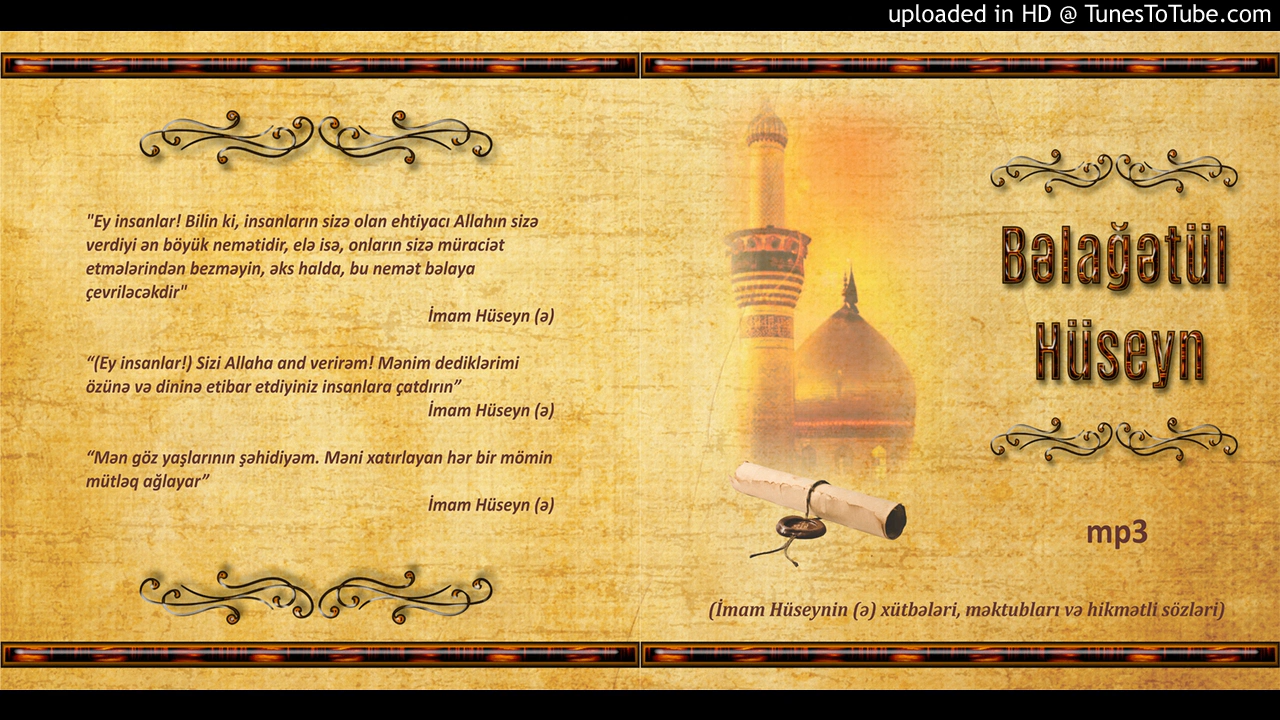 uploaded in HD @ TunesToTube.com
"Ey insanlar! Bilin ki, insanların sizə olan ehtiyacı Allahın sizə
verdiyi ən böyük nemətidir, elə isə, onların sizə müraciət
etmələrindən bezməyin, əks halda, bu nemət bəlaya
çevriləcəkdir"
İmam Hüseyn (ə)
“(Ey insanlar!) Sizi Allaha and verirəm! Mənim dediklərimi
özünə və dininə etibar etdiyiniz insanlara çatdırın”
İmam Hüseyn (ə)
“Mən göz yaşlarının şəhidiyəm. Məni xatırlayan hər bir mömin
mütləq ağlayar”
İmam Hüseyn (ə)
Bəlağətül
Hüseyn
mp3
(İmam Hüseynin (ə) xütbələri, məktubları və hikmətli sözləri)